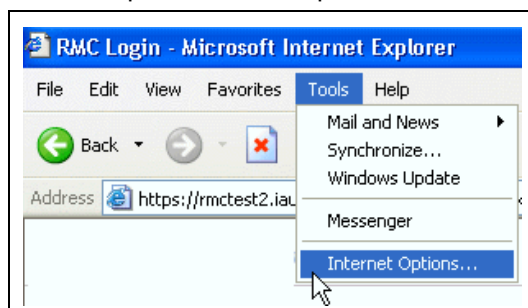 RMC Login - Microsoft Internet Explorer
File Edit View Favorites Tools Help
Mail and News
Back
Synchronize...
Windows Update
Address https://rmctest2.iau
Messenger
Internet Options...